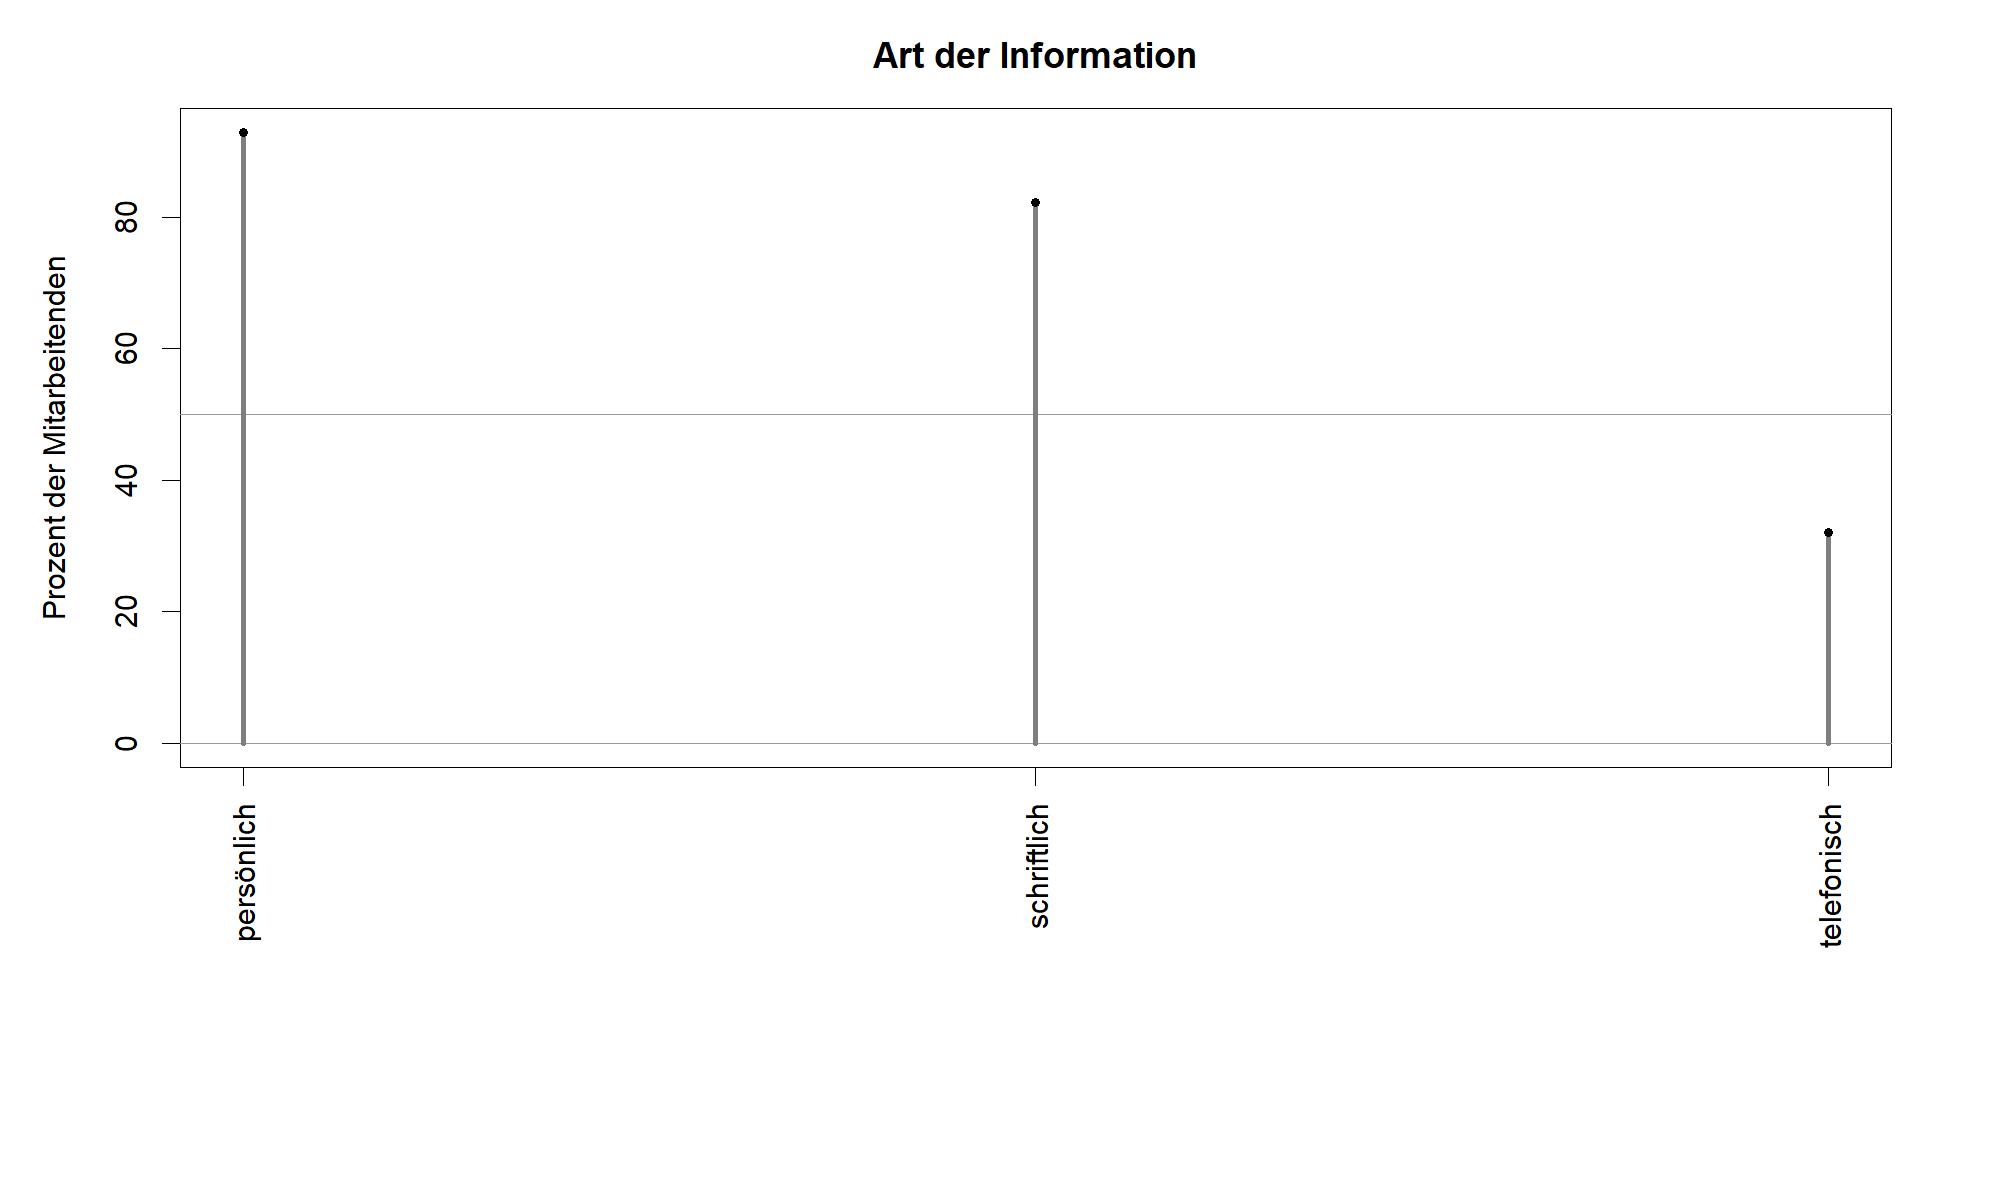 Art der Information
Prozent der Mitarbeitenden
80
60
40
20
0
persönlich
schriftlich
telefonisch